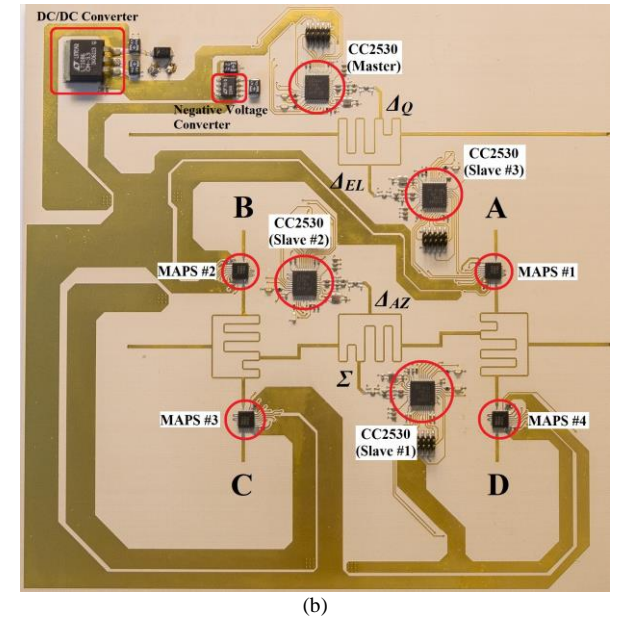 DC/DC Converter
CC2530
(Master)
Negative Voltage
Converter
Δ_Q
Δ_EL
CC2530
(Slave #3)
B
CC2530
(Slave #2)
A
MAPS #2
MAPS #1
Δ_AZ
Σ
MAPS #3
MAPS #4
CC2530
(Slave #1)
C
D
(b)